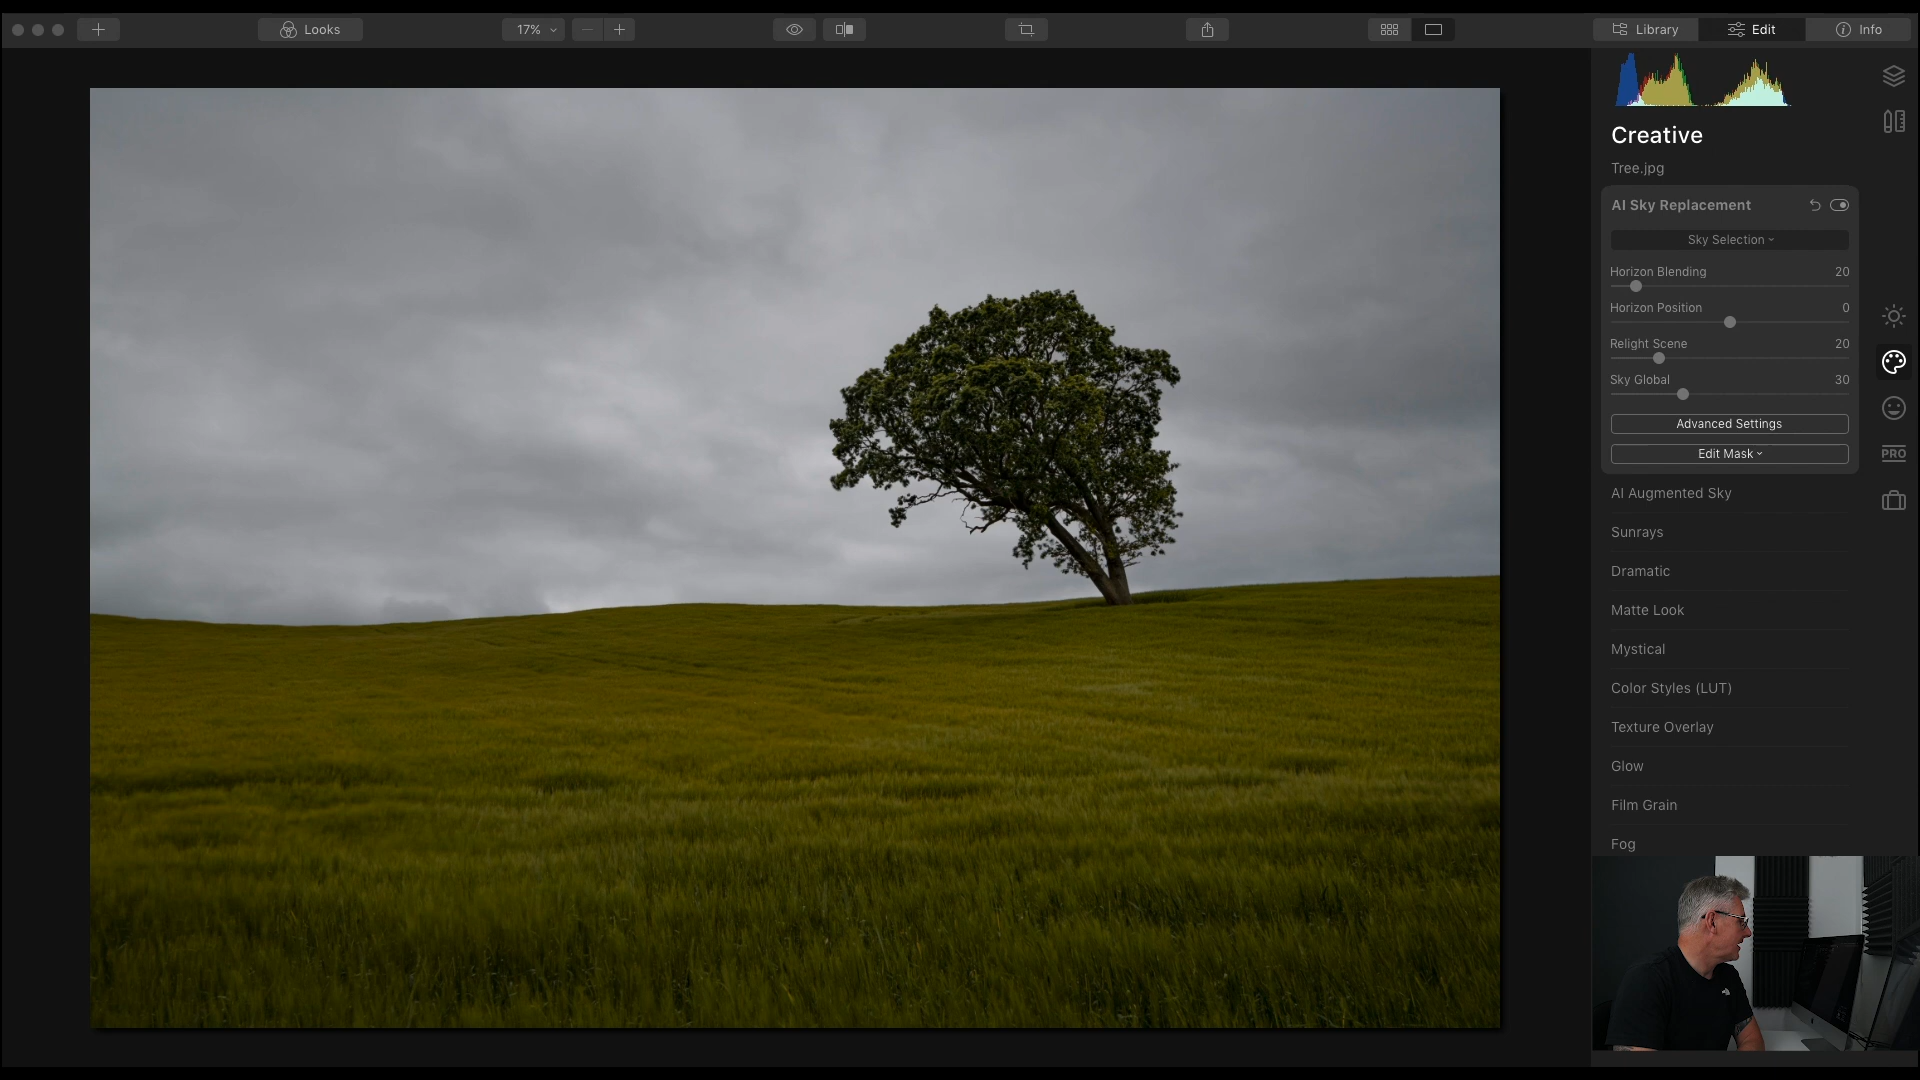 Looks
17%
Library
Edit
Info
Creative
Tree.jpg
AI Sky Replacement
Sky Selection
Horizon Blending 20
Horizon Position 0
Relight Scene 20
Sky Global 30
Advanced Settings
Edit Mask
PRO
AI Augmented Sky
Sunrays
Dramatic
Matte Look
Mystical
Color Styles (LUT)
Texture Overlay
Glow
Film Grain
Fog